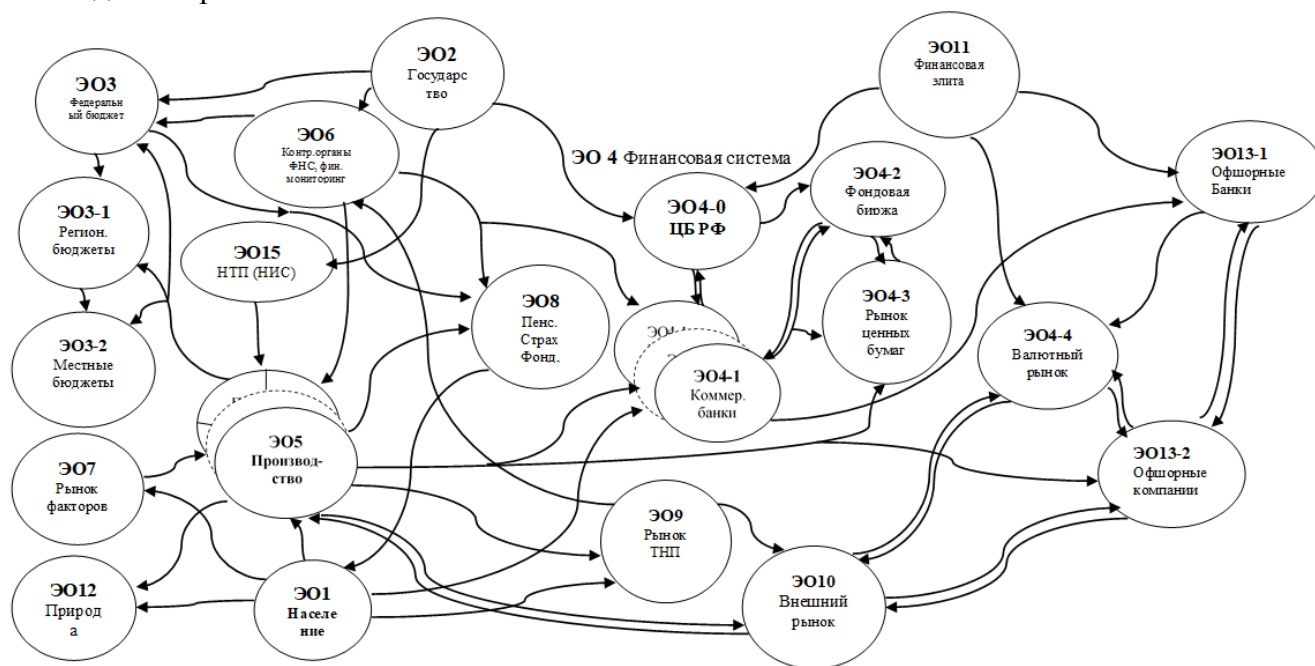 ЭО2
Государс
тво
ЭО11
Финансовая
элита
ЭО3
Федеральн
ый бюджет
ЭО6
Контр.органы
ФНС, фин.
мониторинг
ЭО 4 Финансовая система
ЭО4-2
Фондовая
биржа
ЭО13-1
Офшорные
Банки
ЭО3-1
Регион.
бюджеты
ЭО4-0
ЦБ РФ
ЭО15
НТП (НИС)
ЭО8
Пенс.
Страх
Фонд.
ЭО4-3
Рынок
ценных
бумаг
ЭО3-2
Местные
бюджеты
ЭО4-4
Валютный
рынок
ЭО4-1
Коммер.
банки
ЭО5
Производ-
ство
ЭО7
Рынок
факторов
ЭО13-2
Офшорные
компании
ЭО9
Рынок
ТНП
ЭО12
Природ
а
ЭО1
Населе
ние
ЭО10
Внешний
рынок